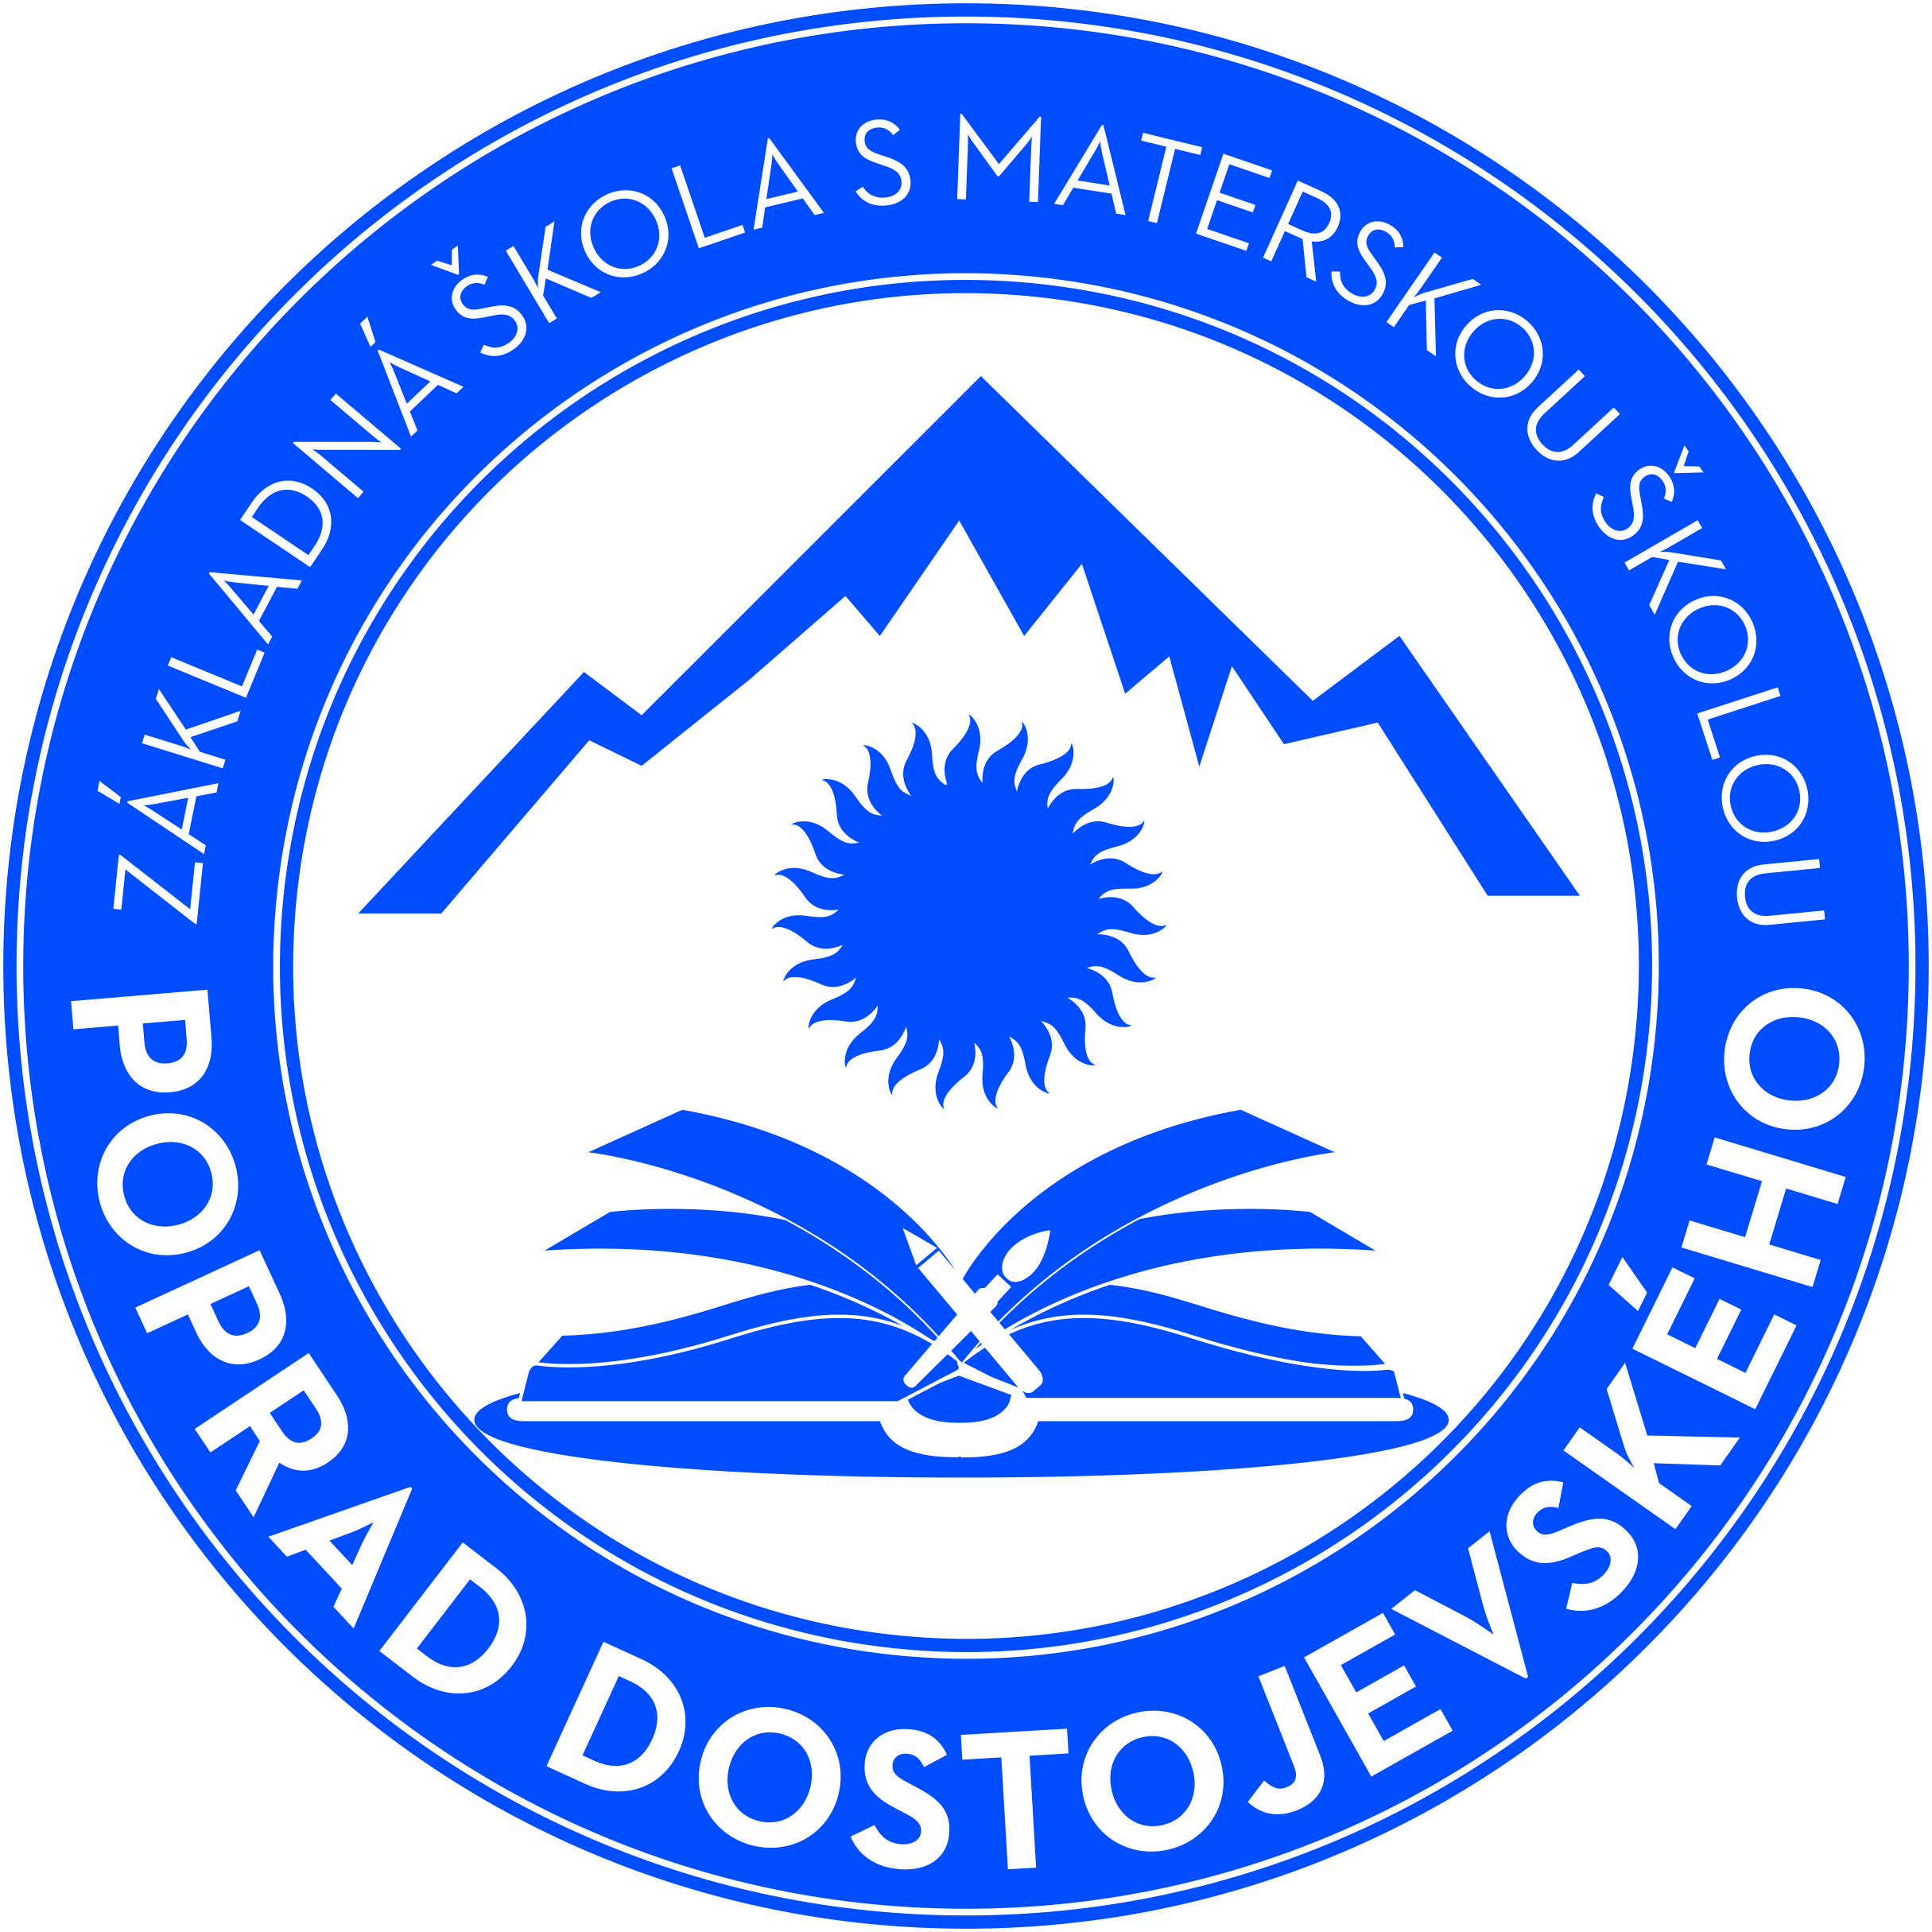 ZÁKLADNÁ ŠKOLA S MATERSKOU ŠKOLOU
POPRAD DOSTOJEVSKÉHO